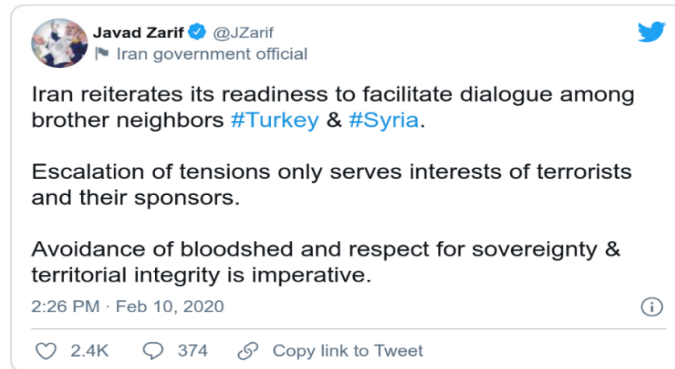 Javad Zarif @JZarif
Iran government official
Iran reiterates its readiness to facilitate dialogue among
brother neighbors #Turkey & #Syria.
Escalation of tensions only serves interests of terrorists
and their sponsors.
Avoidance of bloodshed and respect for sovereignty &
territorial integrity is imperative.
2:26 PM · Feb 10, 2020
2.4K 374 Copy link to Tweet